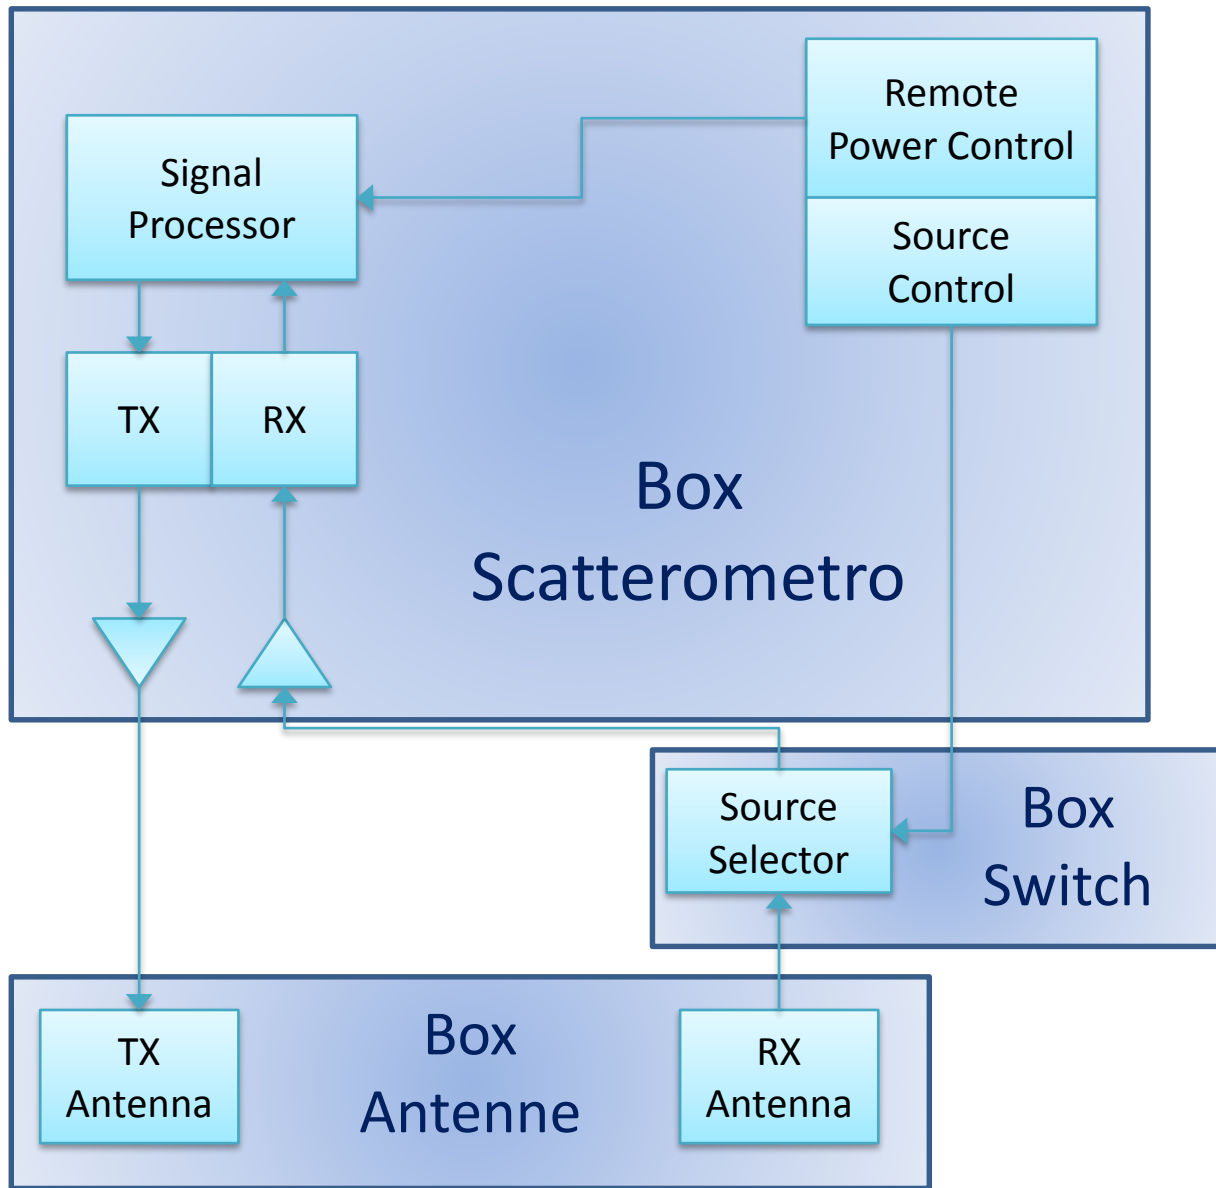 Remote
Power Control
Signal
Processor
Source
Control
TX
RX
Box
Scatterometro
Source
Selector
Box
Switch
TX
Antenna
Box
Antenne
RX
Antenna